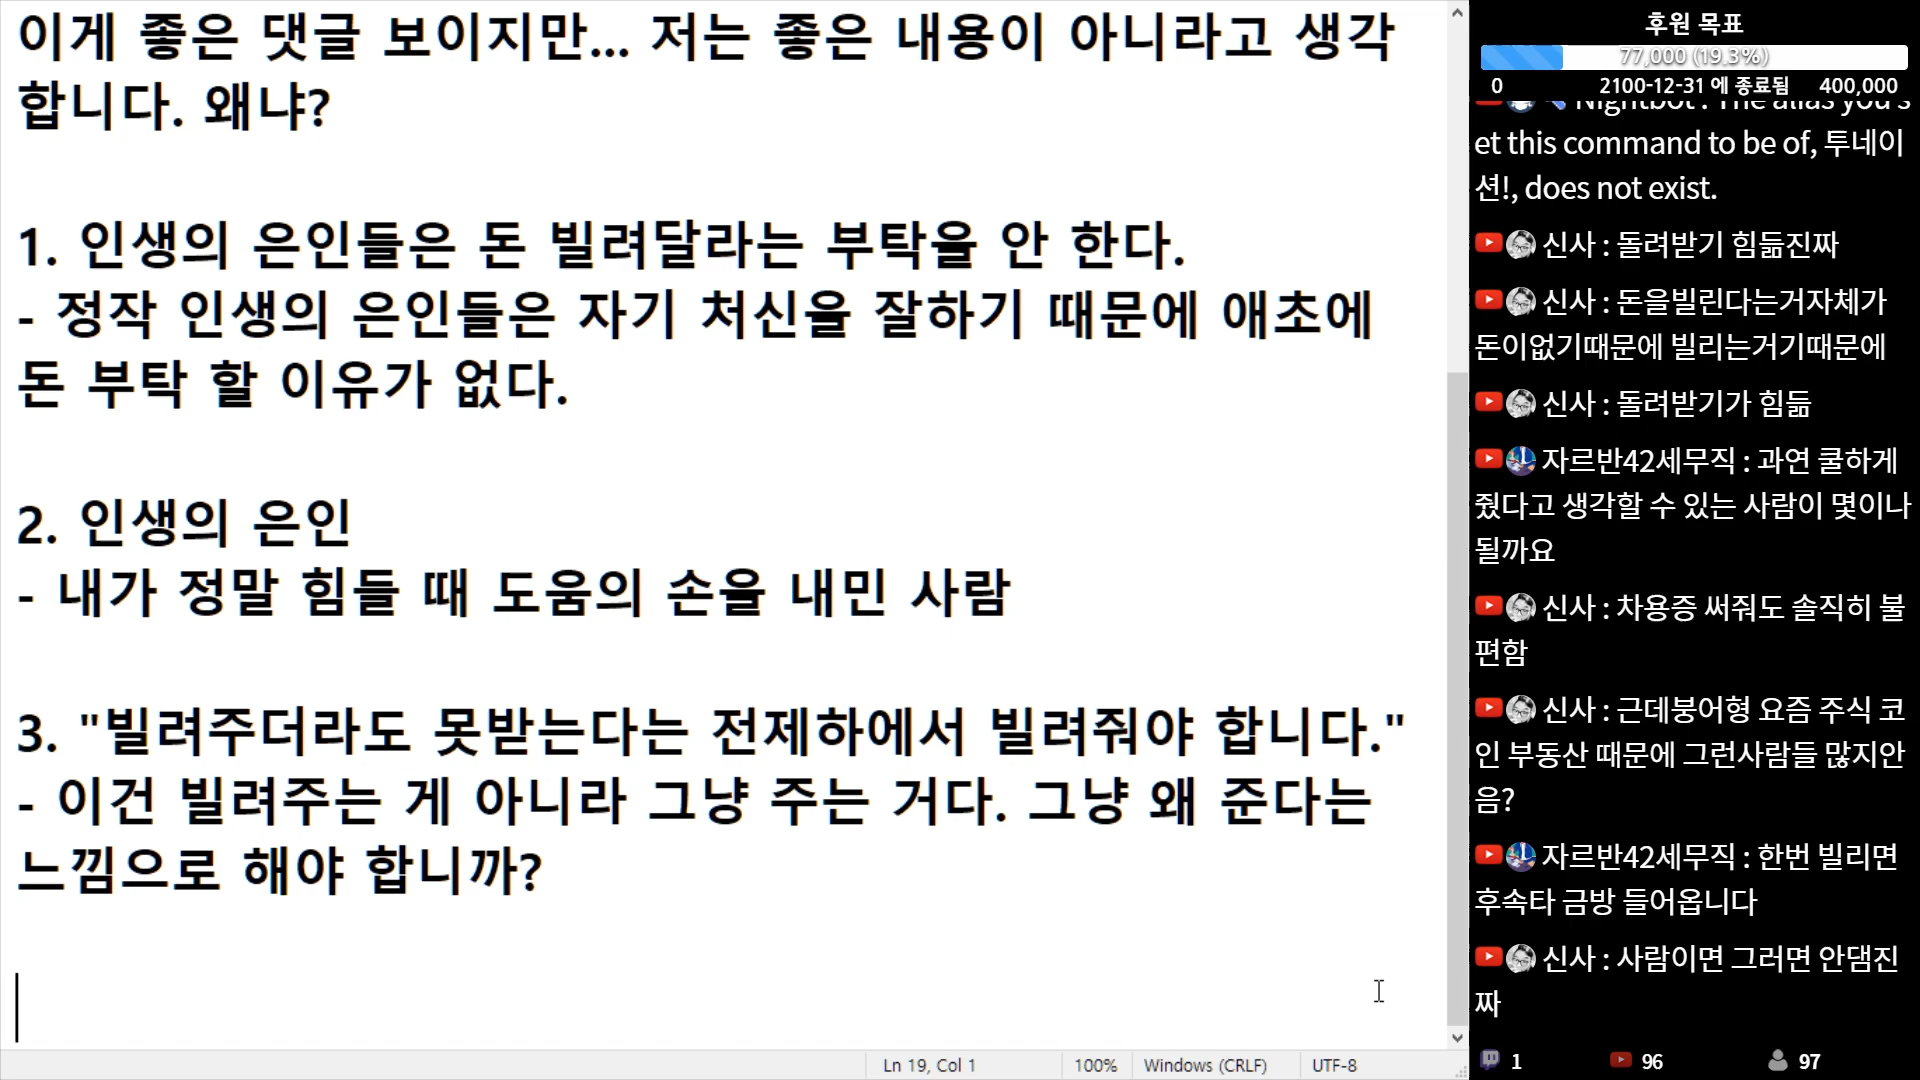 이게 좋은 댓글 보이지만... 저는 좋은 내용이 아니라고 생각
합니다. 왜냐?
1. 인생의 은인들은 돈 빌려달라는 부탁을 안 한다.
- 정작 인생의 은인들은 자기 처신을 잘하기 때문에 애초에
돈 부탁 할 이유가 없다.
2. 인생의 은인
- 내가 정말 힘들 때 도움의 손을 내민 사람
3. "빌려주더라도 못받는다는 전제하에서 빌려줘야 합니다."
- 이건 빌려주는 게 아니라 그냥 주는 거다. 그냥 왜 준다는
느낌으로 해야 합니까?
Ln 19, Col 1
100%
Windows (CRLF)
UTF-8
후원 목표
77,000 (19.3%)
0 2100-12-31 에 종료됨 400,000
Nightbot : The alias you s
et this command to be of, 투네이
션!, does not exist.
신사 : 돌려받기 힘듦진짜
신사 : 돈을빌린다는거자체가
돈이없기때문에 빌리는거기때문에
신사 : 돌려받기가 힘듦
자르반42세무직 : 과연 쿨하게
줬다고 생각할 수 있는 사람이 몇이나
될까요
신사 : 차용증 써줘도 솔직히 불
편함
신사 : 근데붕어형 요즘 주식 코
인 부동산 때문에 그런사람들 많지안
음?
자르반42세무직 : 한번 빌리면
후속타 금방 들어옵니다
신사 : 사람이면 그러면 안댐진
짜
1 96 97